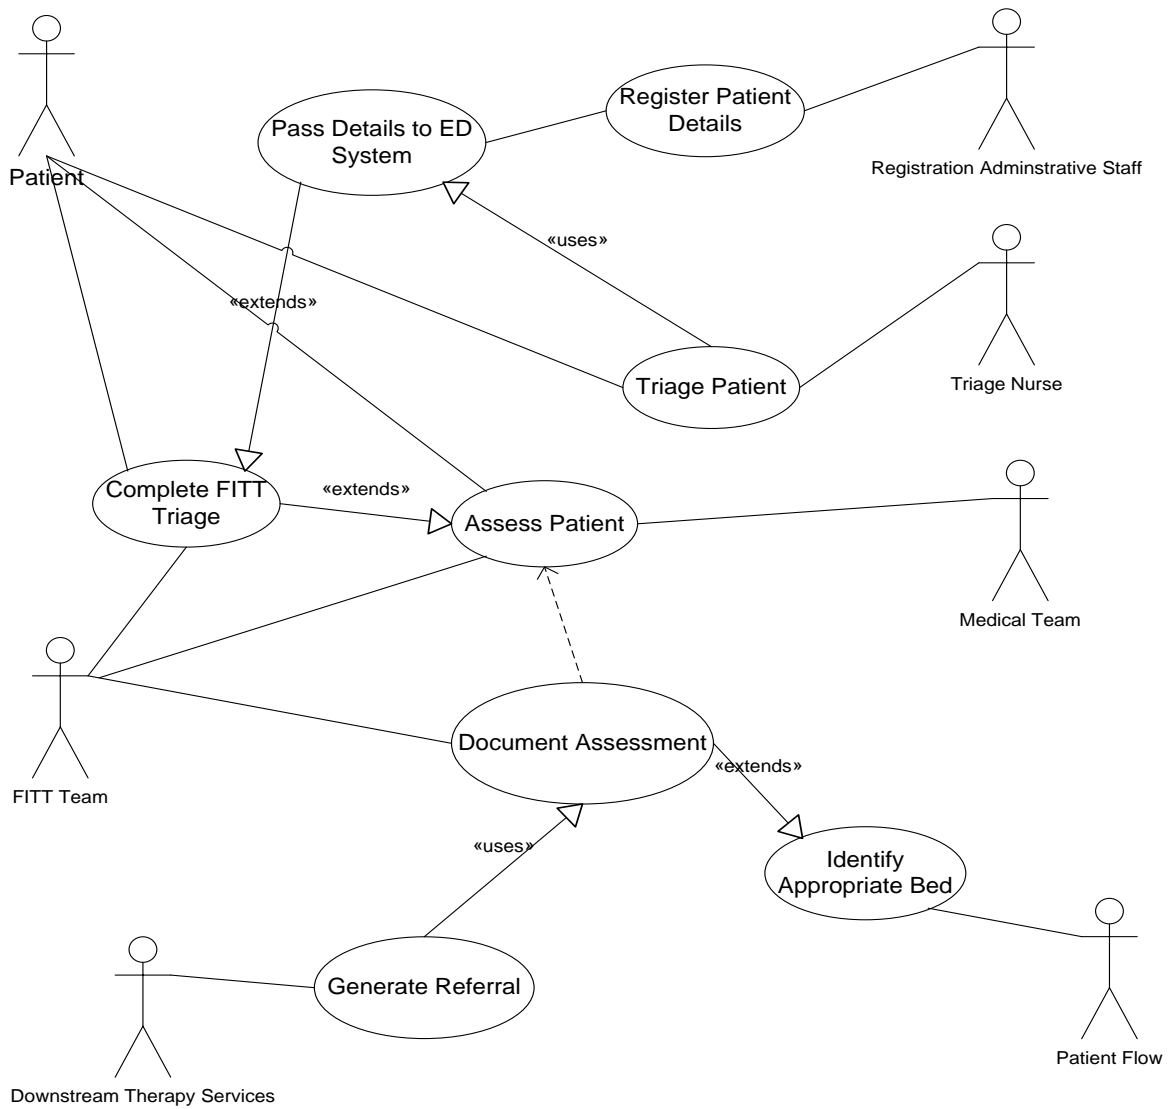 Register Patient
Details
Pass Details to ED
System
Registration Adminstrative Staff
Patient
«uses»
«extends»
Triage Patient
Triage Nurse
Complete FITT
Triage
«extends»
Assess Patient
Medical Team
FITT Team
Document Assessment
«extends»
«uses»
Identify
Appropriate Bed
Generate Referral
Patient Flow
Downstream Therapy Services